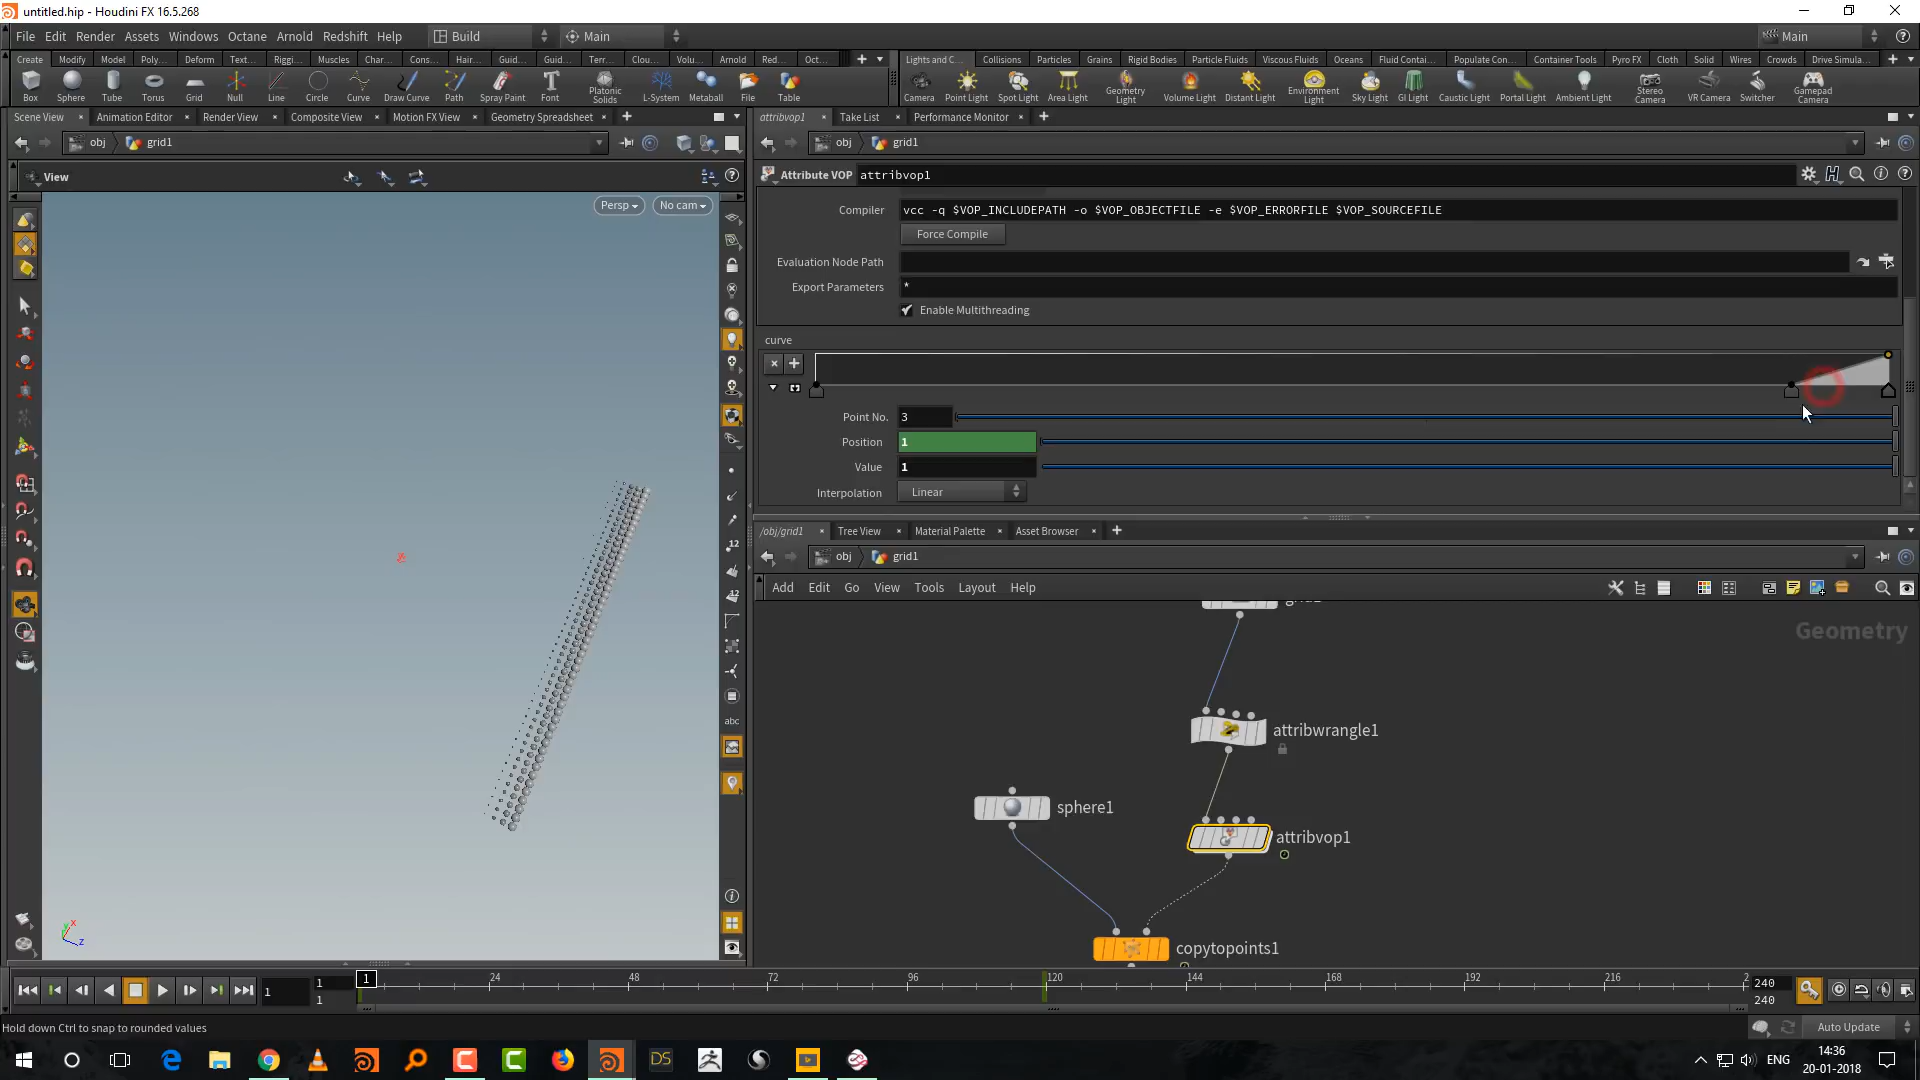 untitled.hip - Houdini FX 16.5.268
File Edit Render Assets Windows Octane Arnold Redshift Help Build Main Main
Create Modify Model Poly... Deform Text... Riggi... Muscles Char... Cons... Hair... Guid... Guid... Terr... Clou... Volu... Arnold Red... Oct...
Lights and C... Collisions Particles Grains Rigid Bodies Particle Fluids Viscous Fluids Oceans Fluid Contai... Populate Con... Container Tools Pyro FX Cloth Solid Wires Crowds Drive Simula...
Box Sphere Tube Torus Grid Null Line Circle Curve Draw Curve Path Spray Paint Font Platonic Solids L-System Metaball File Table
Camera Point Light Spot Light Area Light Geometry Light Volume Light Distant Light Environment Light Sky Light GI Light Caustic Light Portal Light Ambient Light Stereo Camera VR Camera Switcher Gamepad Camera
Scene View Animation Editor Render View Composite View Motion FX View Geometry Spreadsheet
attribvop1 Take List Performance Monitor
obj grid1
obj grid1
View
Attribute VOP attribvop1
Persp No cam
Compiler vcc -q $VOP_INCLUDEPATH -o $VOP_OBJECTFILE -e $VOP_ERRORFILE $VOP_SOURCEFILE
Force Compile
Evaluation Node Path
Export Parameters *
Enable Multithreading
curve
Point No. 3
Position 1
Value 1
Interpolation Linear
/obj/grid1 Tree View Material Palette Asset Browser
obj grid1
Add Edit Go View Tools Layout Help
Geometry
attribwrangle1
sphere1
attribvop1
copytopoints1
12
12
abc
x
y
z
1 1 1 1 24 48 72 96 120 144 168 192 216 2 240 240
Hold down Ctrl to snap to rounded values
Auto Update
DS
ENG
14:36
20-01-2018